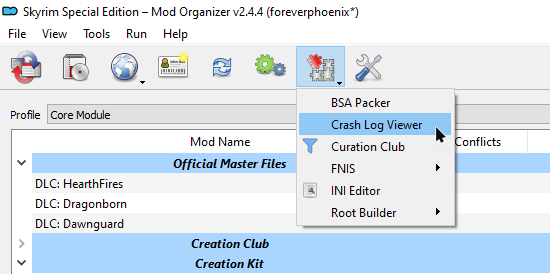 Skyrim Special Edition – Mod Organizer v2.4.4 (foreverphoenix*)
File View Tools Run Help
Profile Core Module
Mod Name Conflicts
BSA Packer
Crash Log Viewer
Curation Club
FNIS
INI Editor
Root Builder
Official Master Files
DLC: HearthFires
DLC: Dragonborn
DLC: Dawnguard
Creation Club
Creation Kit